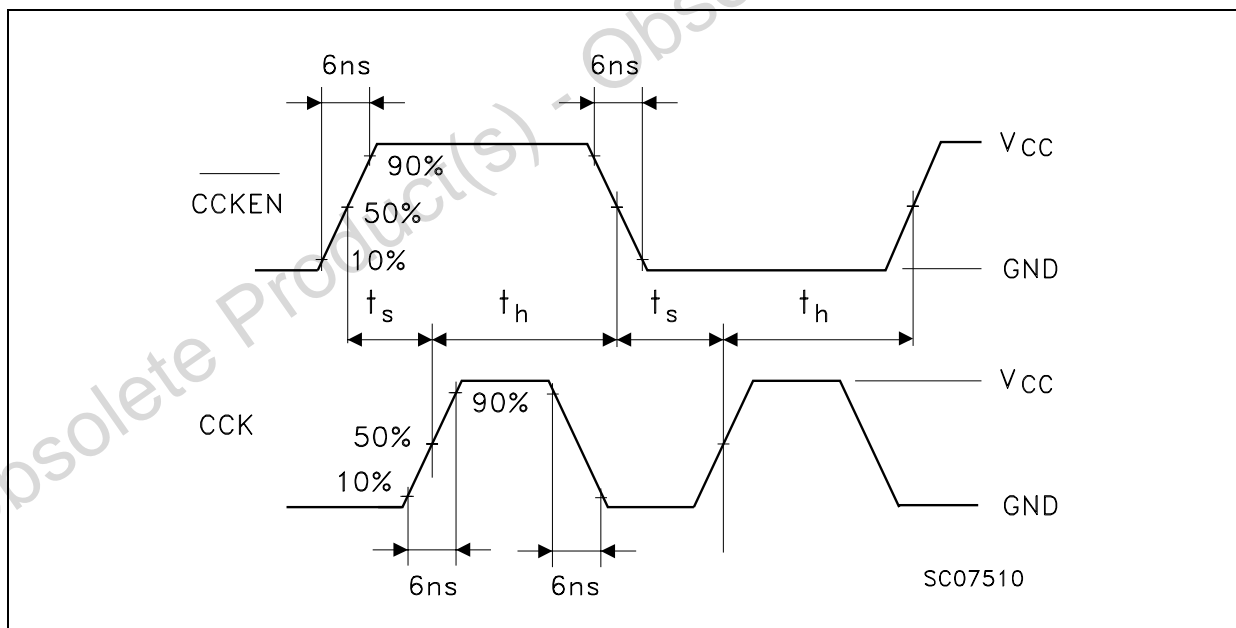 6ns 6ns
VCC
90%
CCKEN
50%
10%
GND
ts th ts th
VCC
90%
CCK
50%
10%
GND
6ns 6ns
SC07510
Obsolete Product(s) - Obso